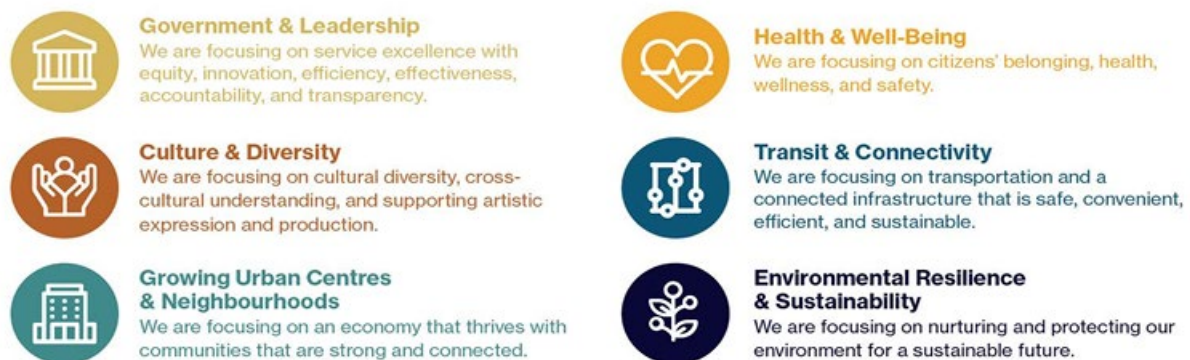 Government & Leadership
We are focusing on service excellence with
equity, innovation, efficiency, effectiveness,
accountability, and transparency.
Culture & Diversity
We are focusing on cultural diversity, cross-
cultural understanding, and supporting artistic
expression and production.
Growing Urban Centres
& Neighbourhoods
We are focusing on an economy that thrives with
communities that are strong and connected.
Health & Well-Being
We are focusing on citizens' belonging, health,
wellness, and safety.
Transit & Connectivity
We are focusing on transportation and a
connected infrastructure that is safe, convenient,
efficient, and sustainable.
Environmental Resilience
& Sustainability
We are focusing on nurturing and protecting our
environment for a sustainable future.